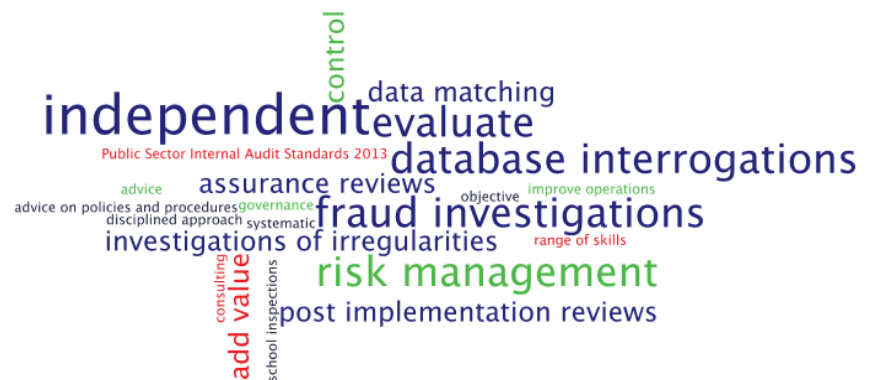 control
data matching
independent
evaluate
Public Sector Internal Audit Standards 2013
database interrogations
assurance reviews
advice
objective
improve operations
advice on policies and procedures
governance
fraud investigations
disciplined approach
systematic
investigations of irregularities
range of skills
consulting
add value
school inspections
risk management
post implementation reviews